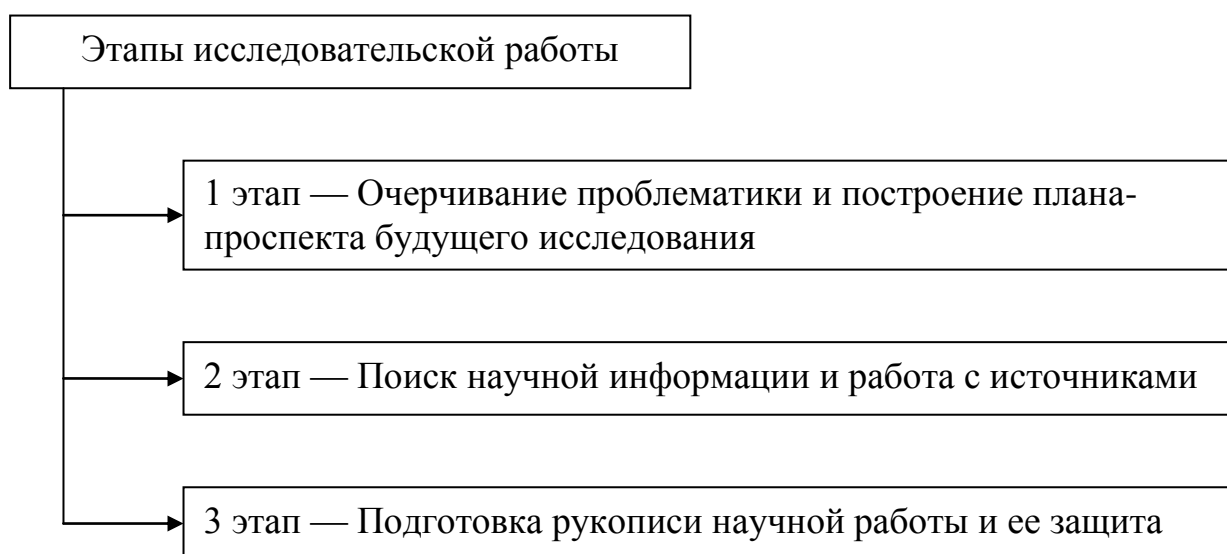 Этапы исследовательской работы
1 этап — Очерчивание проблематики и построение плана-
проспекта будущего исследования
2 этап — Поиск научной информации и работа с источниками
3 этап — Подготовка рукописи научной работы и ее защита